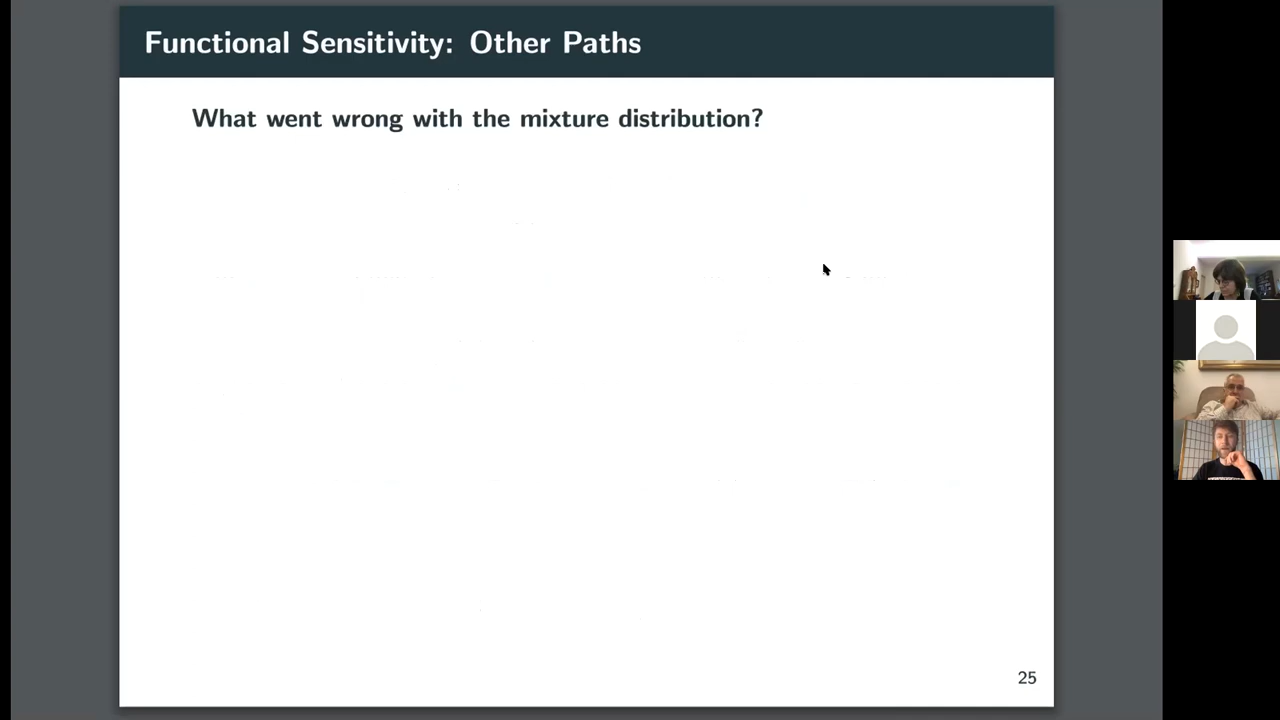 Functional Sensitivity: Other Paths
What went wrong with the mixture distribution?
25